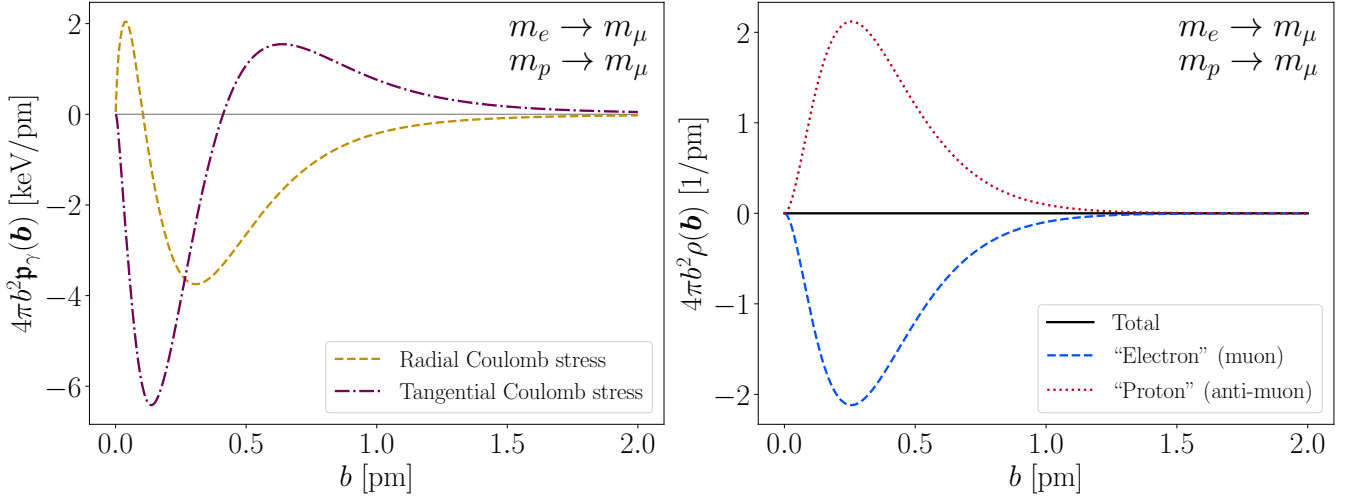 m_e → m_μ
m_p → m_μ
4πb²𝔭_γ(𝒃) [keV/pm]
2
0
−2
−4
−6
Radial Coulomb stress
Tangential Coulomb stress
0.0 0.5 1.0 1.5 2.0
b [pm]
m_e → m_μ
m_p → m_μ
4πb²ρ(𝒃) [1/pm]
2
1
0
−1
−2
Total
“Electron” (muon)
“Proton” (anti-muon)
0.0 0.5 1.0 1.5 2.0
b [pm]